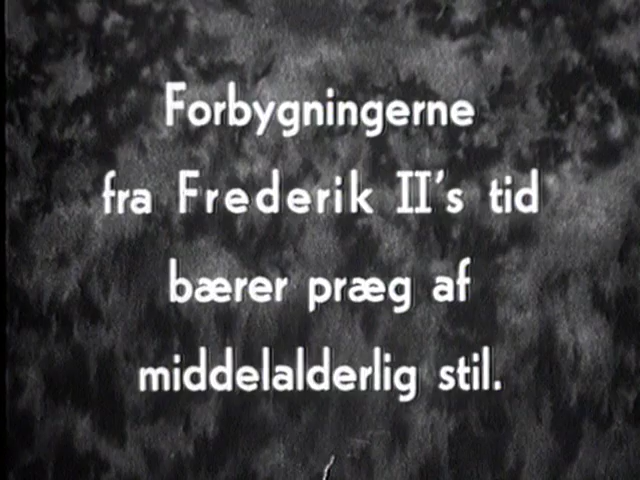 Forbygningerne
fra Frederik II's tid
bærer præg af
middelalderlig stil.